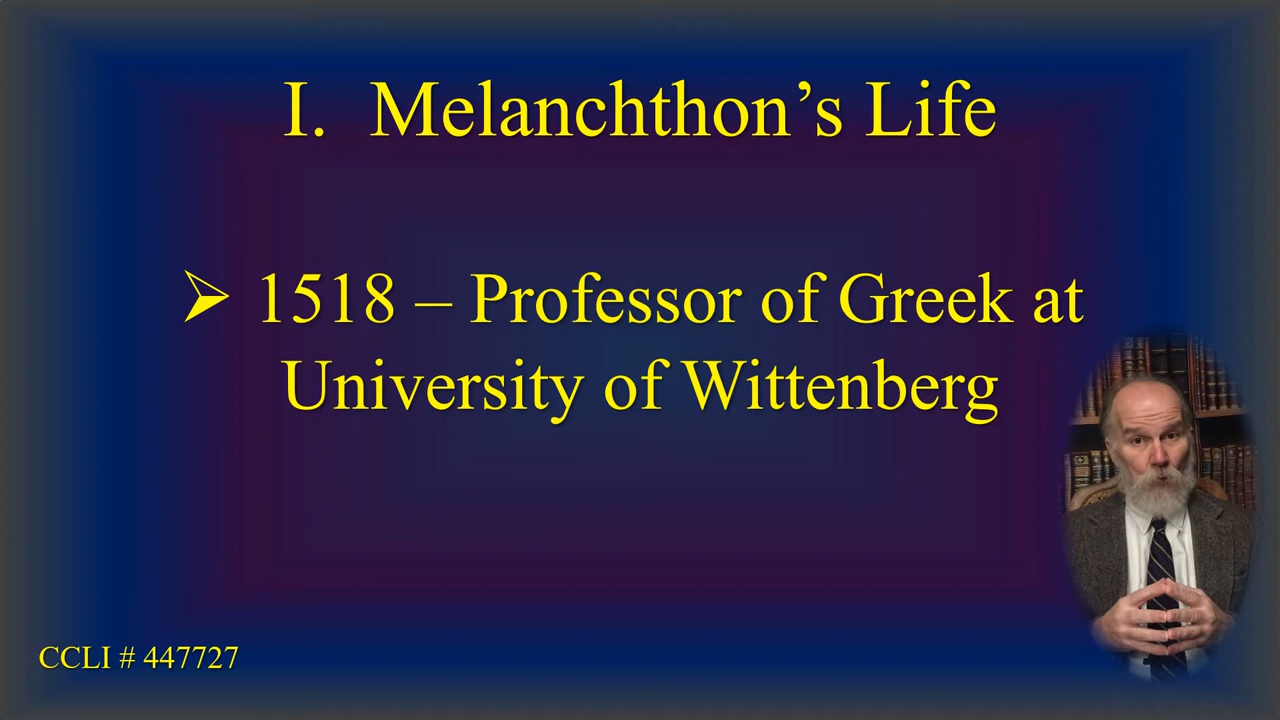 I.  Melanchthon’s Life
➢ 1518 – Professor of Greek at
University of Wittenberg
CCLI # 447727